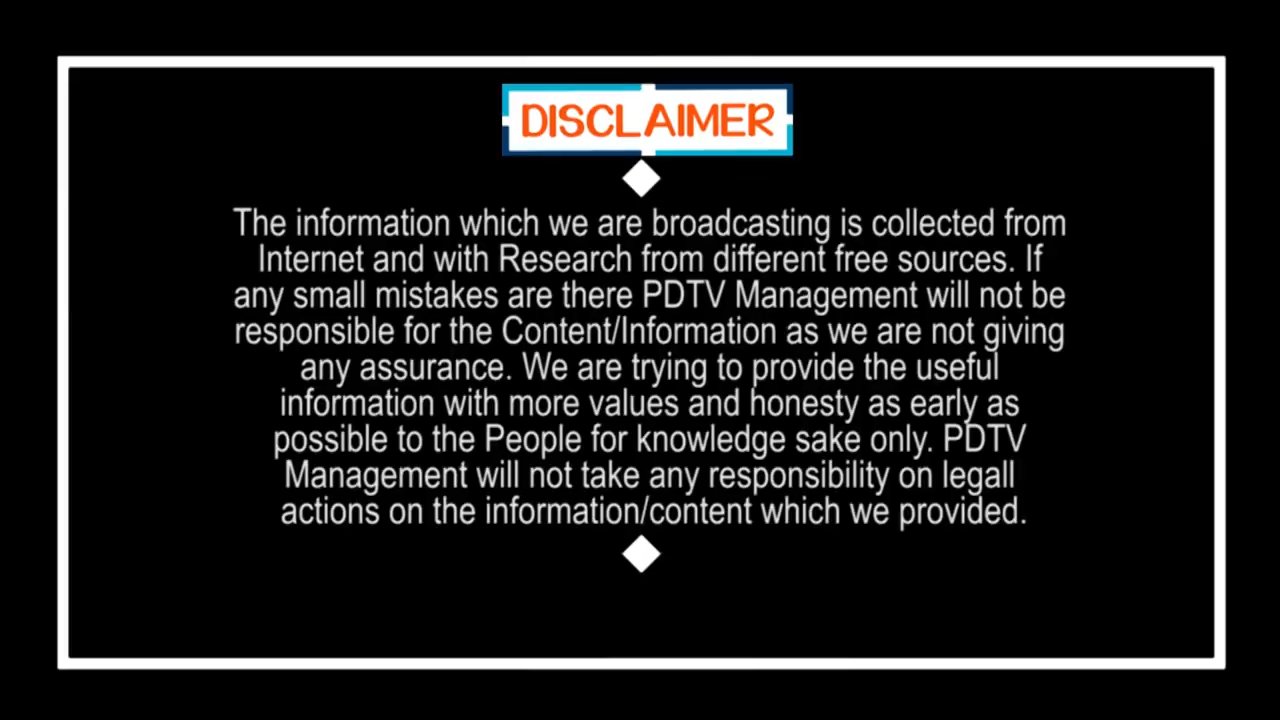 DISCLAIMER
The information which we are broadcasting is collected from
Internet and with Research from different free sources. If
any small mistakes are there PDTV Management will not be
responsible for the Content/Information as we are not giving
any assurance. We are trying to provide the useful
information with more values and honesty as early as
possible to the People for knowledge sake only. PDTV
Management will not take any responsibility on legall
actions on the information/content which we provided.